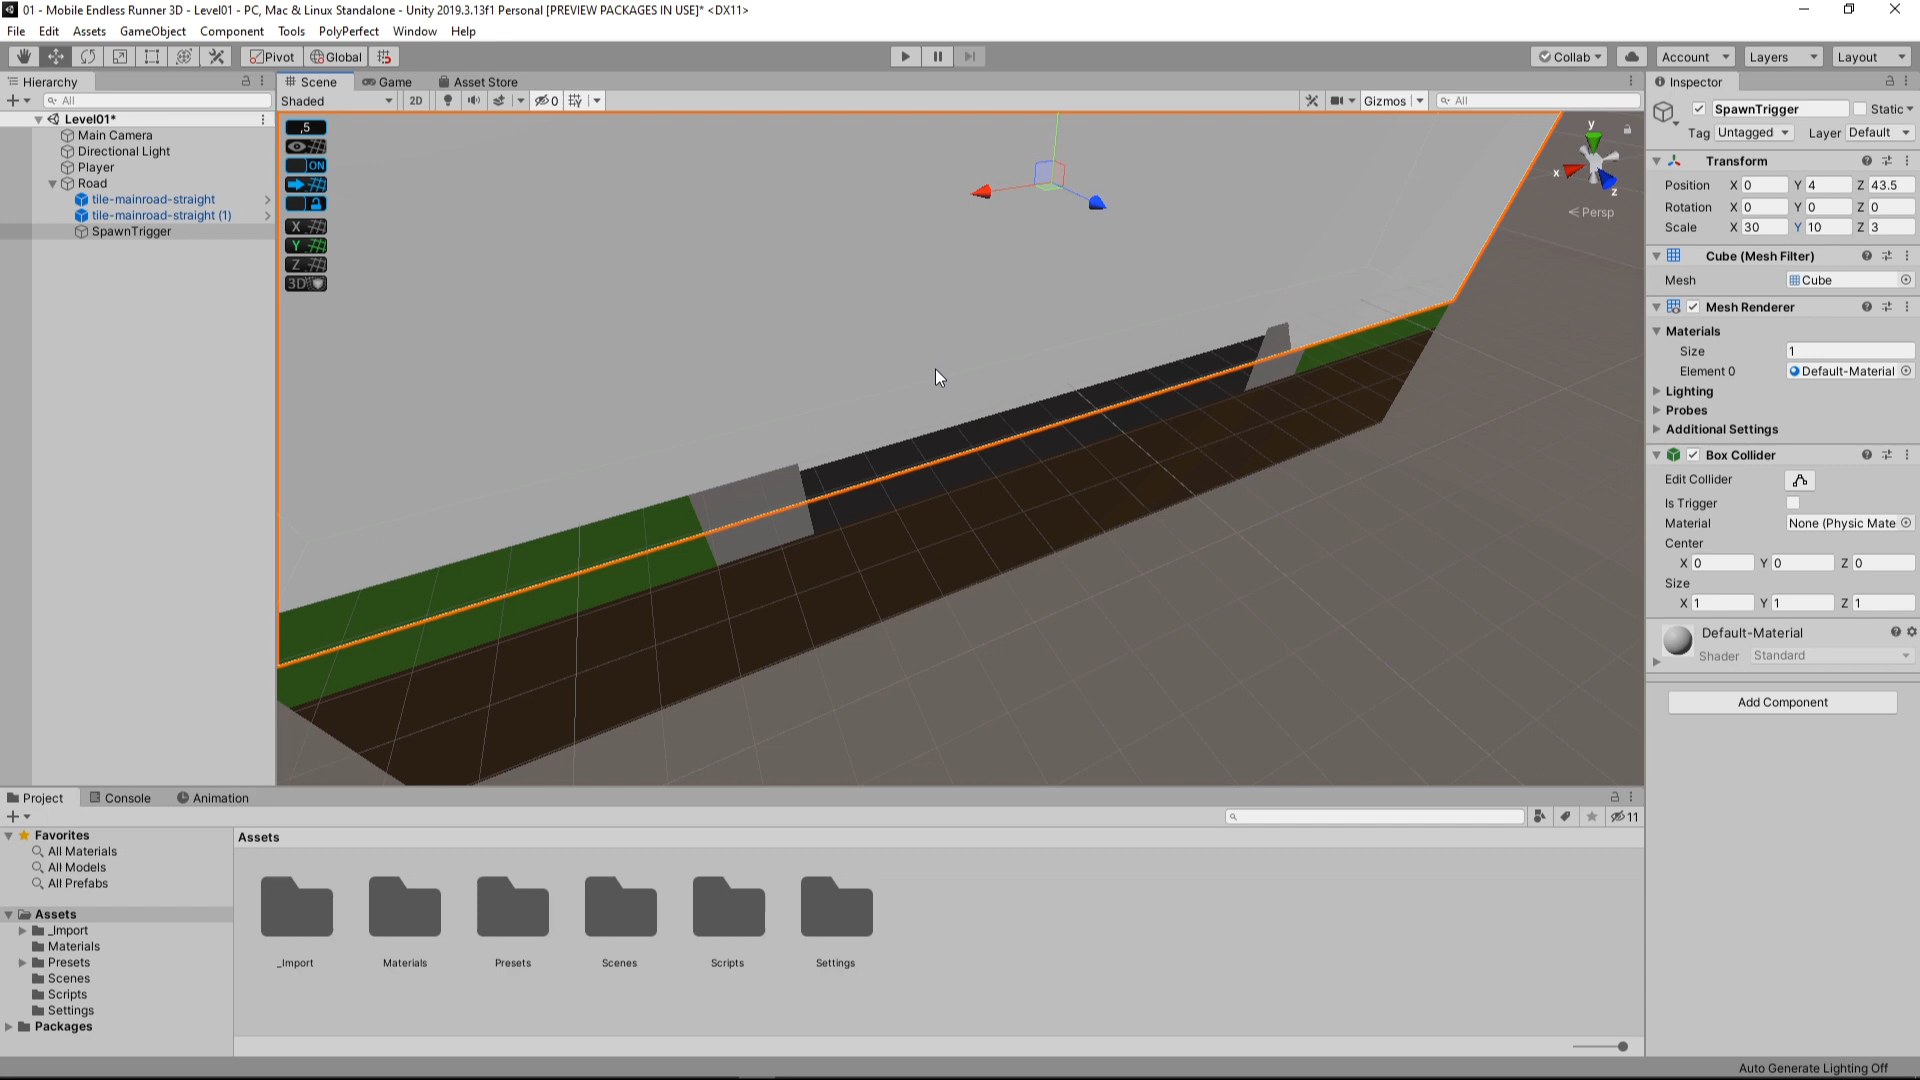 01 - Mobile Endless Runner 3D - Level01 - PC, Mac & Linux Standalone - Unity 2019.3.13f1 Personal [PREVIEW PACKAGES IN USE]* <DX11>
File Edit Assets GameObject Component Tools PolyPerfect Window Help
Pivot Global Collab Account Layers Layout
Hierarchy
All
Level01*
Main Camera
Directional Light
Player
Road
tile-mainroad-straight
tile-mainroad-straight (1)
SpawnTrigger
Scene Game Asset Store
Shaded 2D 0 Gizmos All
,5
ON
X
Y
Z
3D
y
x
z
Persp
Inspector
SpawnTrigger Static
Tag Untagged Layer Default
Transform
Position X 0 Y 4 Z 43.5
Rotation X 0 Y 0 Z 0
Scale X 30 Y 10 Z 3
Cube (Mesh Filter)
Mesh Cube
Mesh Renderer
Materials
Size 1
Element 0 Default-Material
Lighting
Probes
Additional Settings
Box Collider
Edit Collider
Is Trigger
Material None (Physic Mate
Center
X 0 Y 0 Z 0
Size
X 1 Y 1 Z 1
Default-Material
Shader Standard
Add Component
Project Console Animation
11
Favorites
All Materials
All Models
All Prefabs
Assets
_Import
Materials
Presets
Scenes
Scripts
Settings
Packages
Assets
_Import Materials Presets Scenes Scripts Settings
Auto Generate Lighting Off